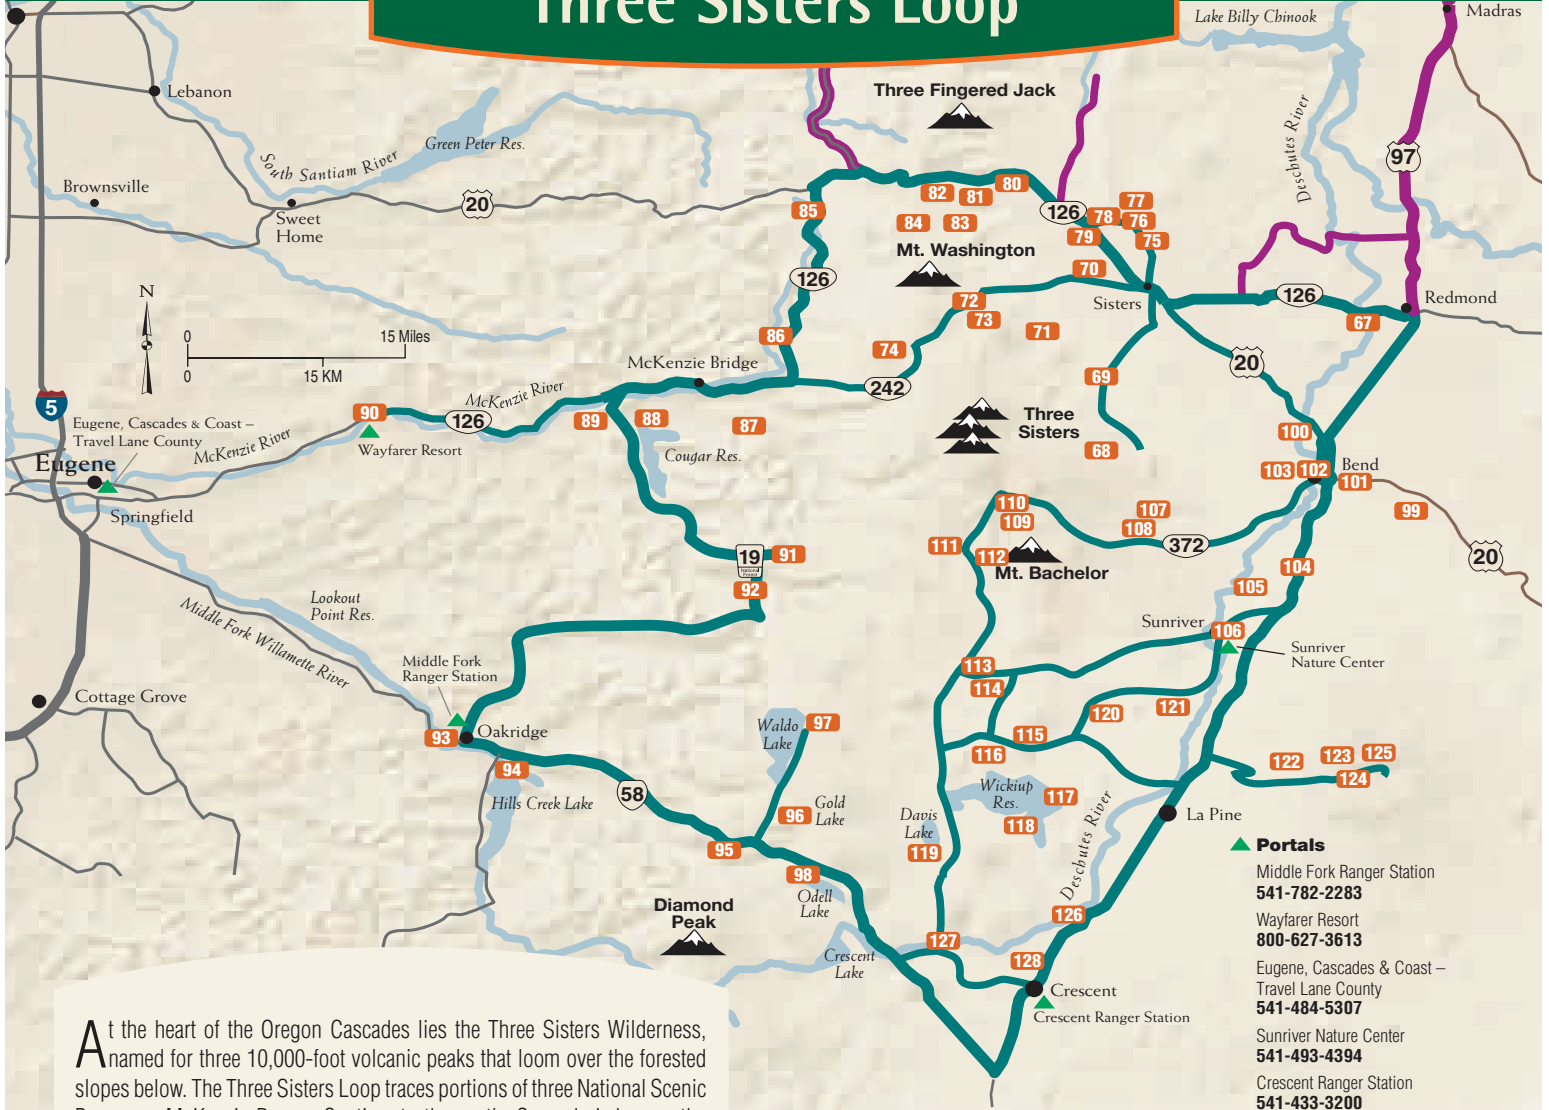 Three Sisters Loop
Lake Billy Chinook
Madras
Three Fingered Jack
Lebanon
Green Peter Res.
South Santiam River
Deschutes River
97
Brownsville
20
Sweet
Home
85
82
81
80
77
126
78
76
84
83
79
75
Mt. Washington
70
126
72
Sisters
126
Redmond
73
71
67
N
0
15 Miles
0
15 KM
86
74
McKenzie Bridge
242
20
69
5
McKenzie River
90
126
89
88
87
Three
Sisters
100
Eugene, Cascades & Coast –
Travel Lane County
McKenzie River
Wayfarer Resort
Cougar Res.
68
Eugene
103
102
Bend
101
Springfield
110
109
107
108
99
111
112
372
20
Mt. Bachelor
19
National
Forest
91
92
104
105
Lookout
Point Res.
Middle Fork Willamette River
Sunriver
106
Sunriver
Nature Center
Middle Fork
Ranger Station
113
114
Cottage Grove
93
Oakridge
Waldo
Lake
97
120
121
115
116
94
122
123
125
124
Hills Creek Lake
58
Wickiup
Res.
117
96
Gold
Lake
Davis
Lake
118
La Pine
95
119
Deschutes River
98
Odell
Lake
Diamond
Peak
126
127
Crescent
Lake
128
Crescent
Crescent Ranger Station
Portals
Middle Fork Ranger Station
541-782-2283
Wayfarer Resort
800-627-3613
Eugene, Cascades & Coast –
Travel Lane County
541-484-5307
Sunriver Nature Center
541-493-4394
Crescent Ranger Station
541-433-3200
At the heart of the Oregon Cascades lies the Three Sisters Wilderness,
named for three 10,000-foot volcanic peaks that loom over the forested
slopes below. The Three Sisters Loop traces portions of three National Scenic